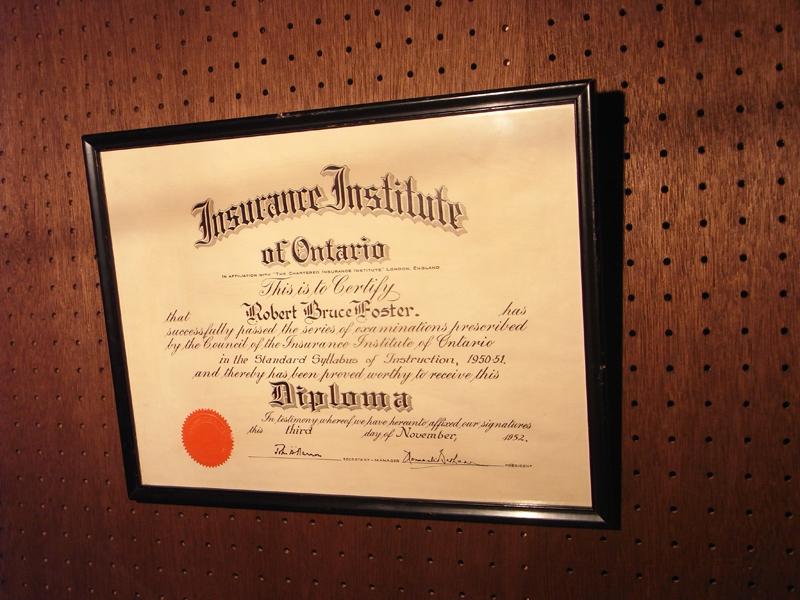 Insurance Institute
of Ontario
IN AFFILIATION WITH "THE CHARTERED INSURANCE INSTITUTE" LONDON, ENGLAND
This is to Certify
that Robert Bruce Foster. has
successfully passed the series of examinations prescribed
by the Council of the Insurance Institute of Ontario
in the Standard Syllabus of Instruction, 1950-51.
and thereby has been proved worthy to receive this
Diploma
In testimony whereof we have hereunto affixed our signatures
this third day of November, 1952.
SECRETARY-MANAGER PRESIDENT